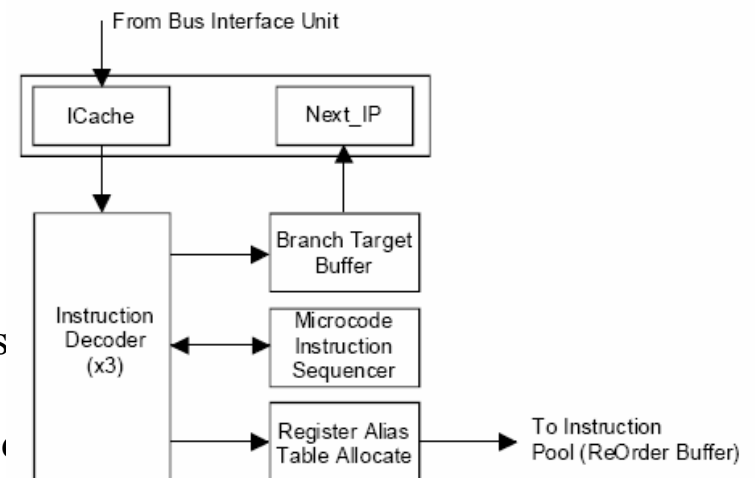 From Bus Interface Unit
ICache
Next_IP
Branch Target
Buffer
Instruction
Decoder
(x3)
s
Microcode
Instruction
Sequencer
Register Alias
Table Allocate
To Instruction
Pool (ReOrder Buffer)